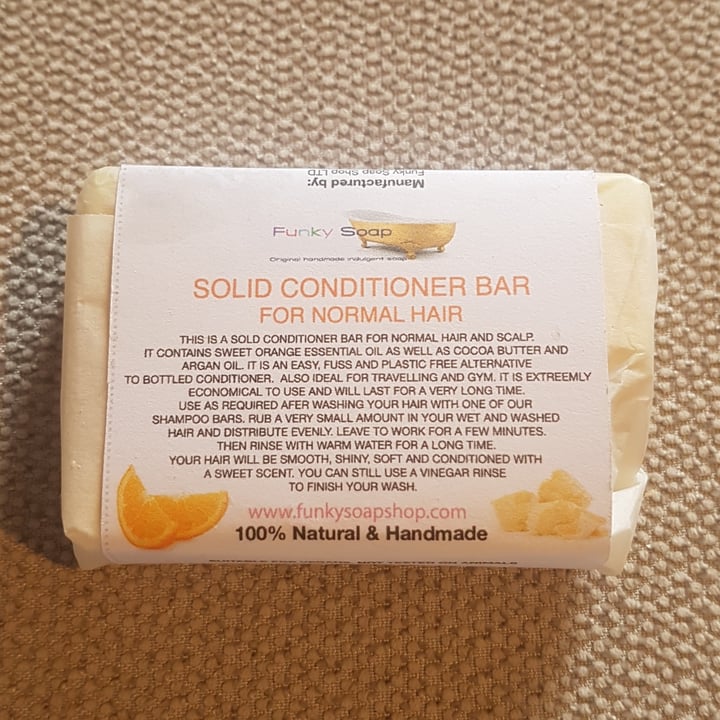 Manufactured by:
Funky Soap Shop LTD
Funky Soap
Original handmade indulgent soaps
SOLID CONDITIONER BAR
FOR NORMAL HAIR
THIS IS A SOLD CONDITIONER BAR FOR NORMAL HAIR AND SCALP.
IT CONTAINS SWEET ORANGE ESSENTIAL OIL AS WELL AS COCOA BUTTER AND
ARGAN OIL. IT IS AN EASY, FUSS AND PLASTIC FREE ALTERNATIVE
TO BOTTLED CONDITIONER. ALSO IDEAL FOR TRAVELLING AND GYM. IT IS EXTREEMLY
ECONOMICAL TO USE AND WILL LAST FOR A VERY LONG TIME.
USE AS REQUIRED AFER WASHING YOUR HAIR WITH ONE OF OUR
SHAMPOO BARS. RUB A VERY SMALL AMOUNT IN YOUR WET AND WASHED
HAIR AND DISTRIBUTE EVENLY. LEAVE TO WORK FOR A FEW MINUTES.
THEN RINSE WITH WARM WATER FOR A LONG TIME.
YOUR HAIR WILL BE SMOOTH, SHINY, SOFT AND CONDITIONED WITH
A SWEET SCENT. YOU CAN STILL USE A VINEGAR RINSE
TO FINISH YOUR WASH.
www.funkysoapshop.com
100% Natural & Handmade
SUITABLE FOR VEGANS. NOT TESTED ON ANIMALS